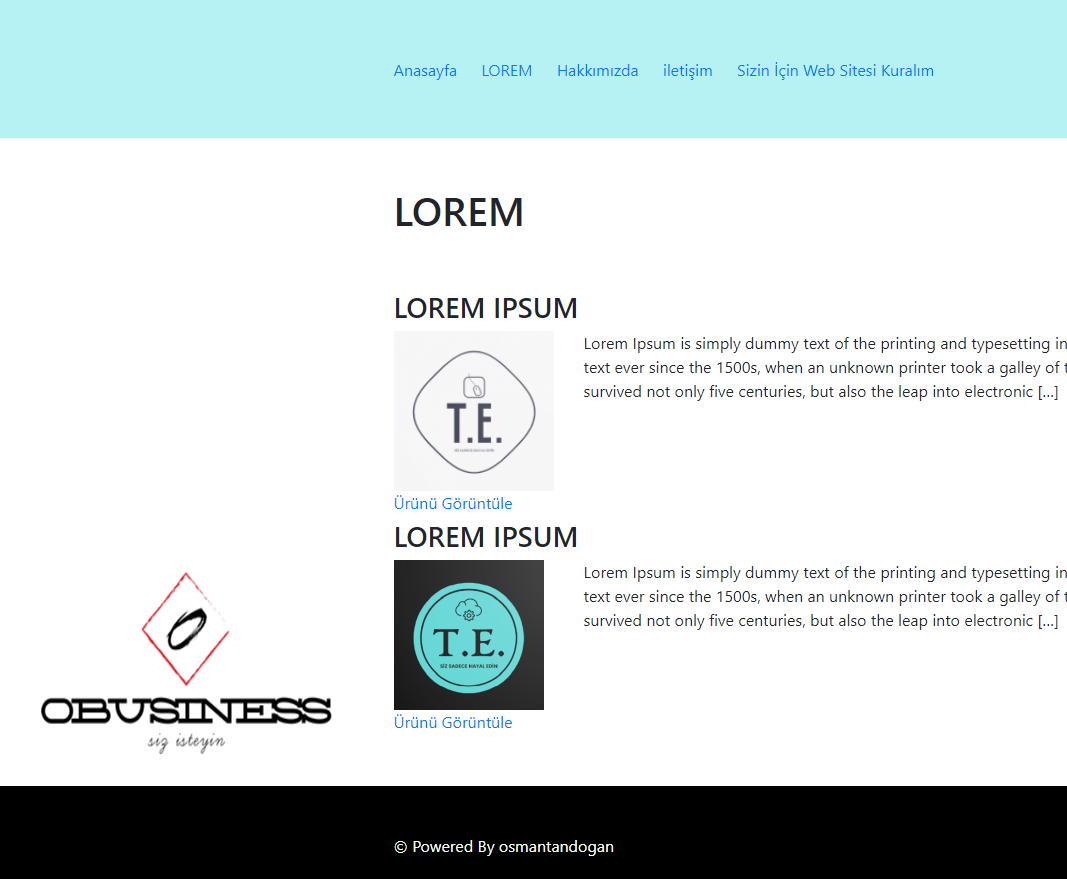 Anasayfa LOREM Hakkımızda iletişim Sizin İçin Web Sitesi Kuralım
LOREM
LOREM IPSUM
T.E.
SİZ SADECE HAYAL EDİN
Lorem Ipsum is simply dummy text of the printing and typesetting in
text ever since the 1500s, when an unknown printer took a galley of t
survived not only five centuries, but also the leap into electronic [...]
Ürünü Görüntüle
LOREM IPSUM
T.E.
SİZ SADECE HAYAL EDİN
Lorem Ipsum is simply dummy text of the printing and typesetting in
text ever since the 1500s, when an unknown printer took a galley of t
survived not only five centuries, but also the leap into electronic [...]
Ürünü Görüntüle
O
OBUSINESS
siz isteyin
© Powered By osmantandogan